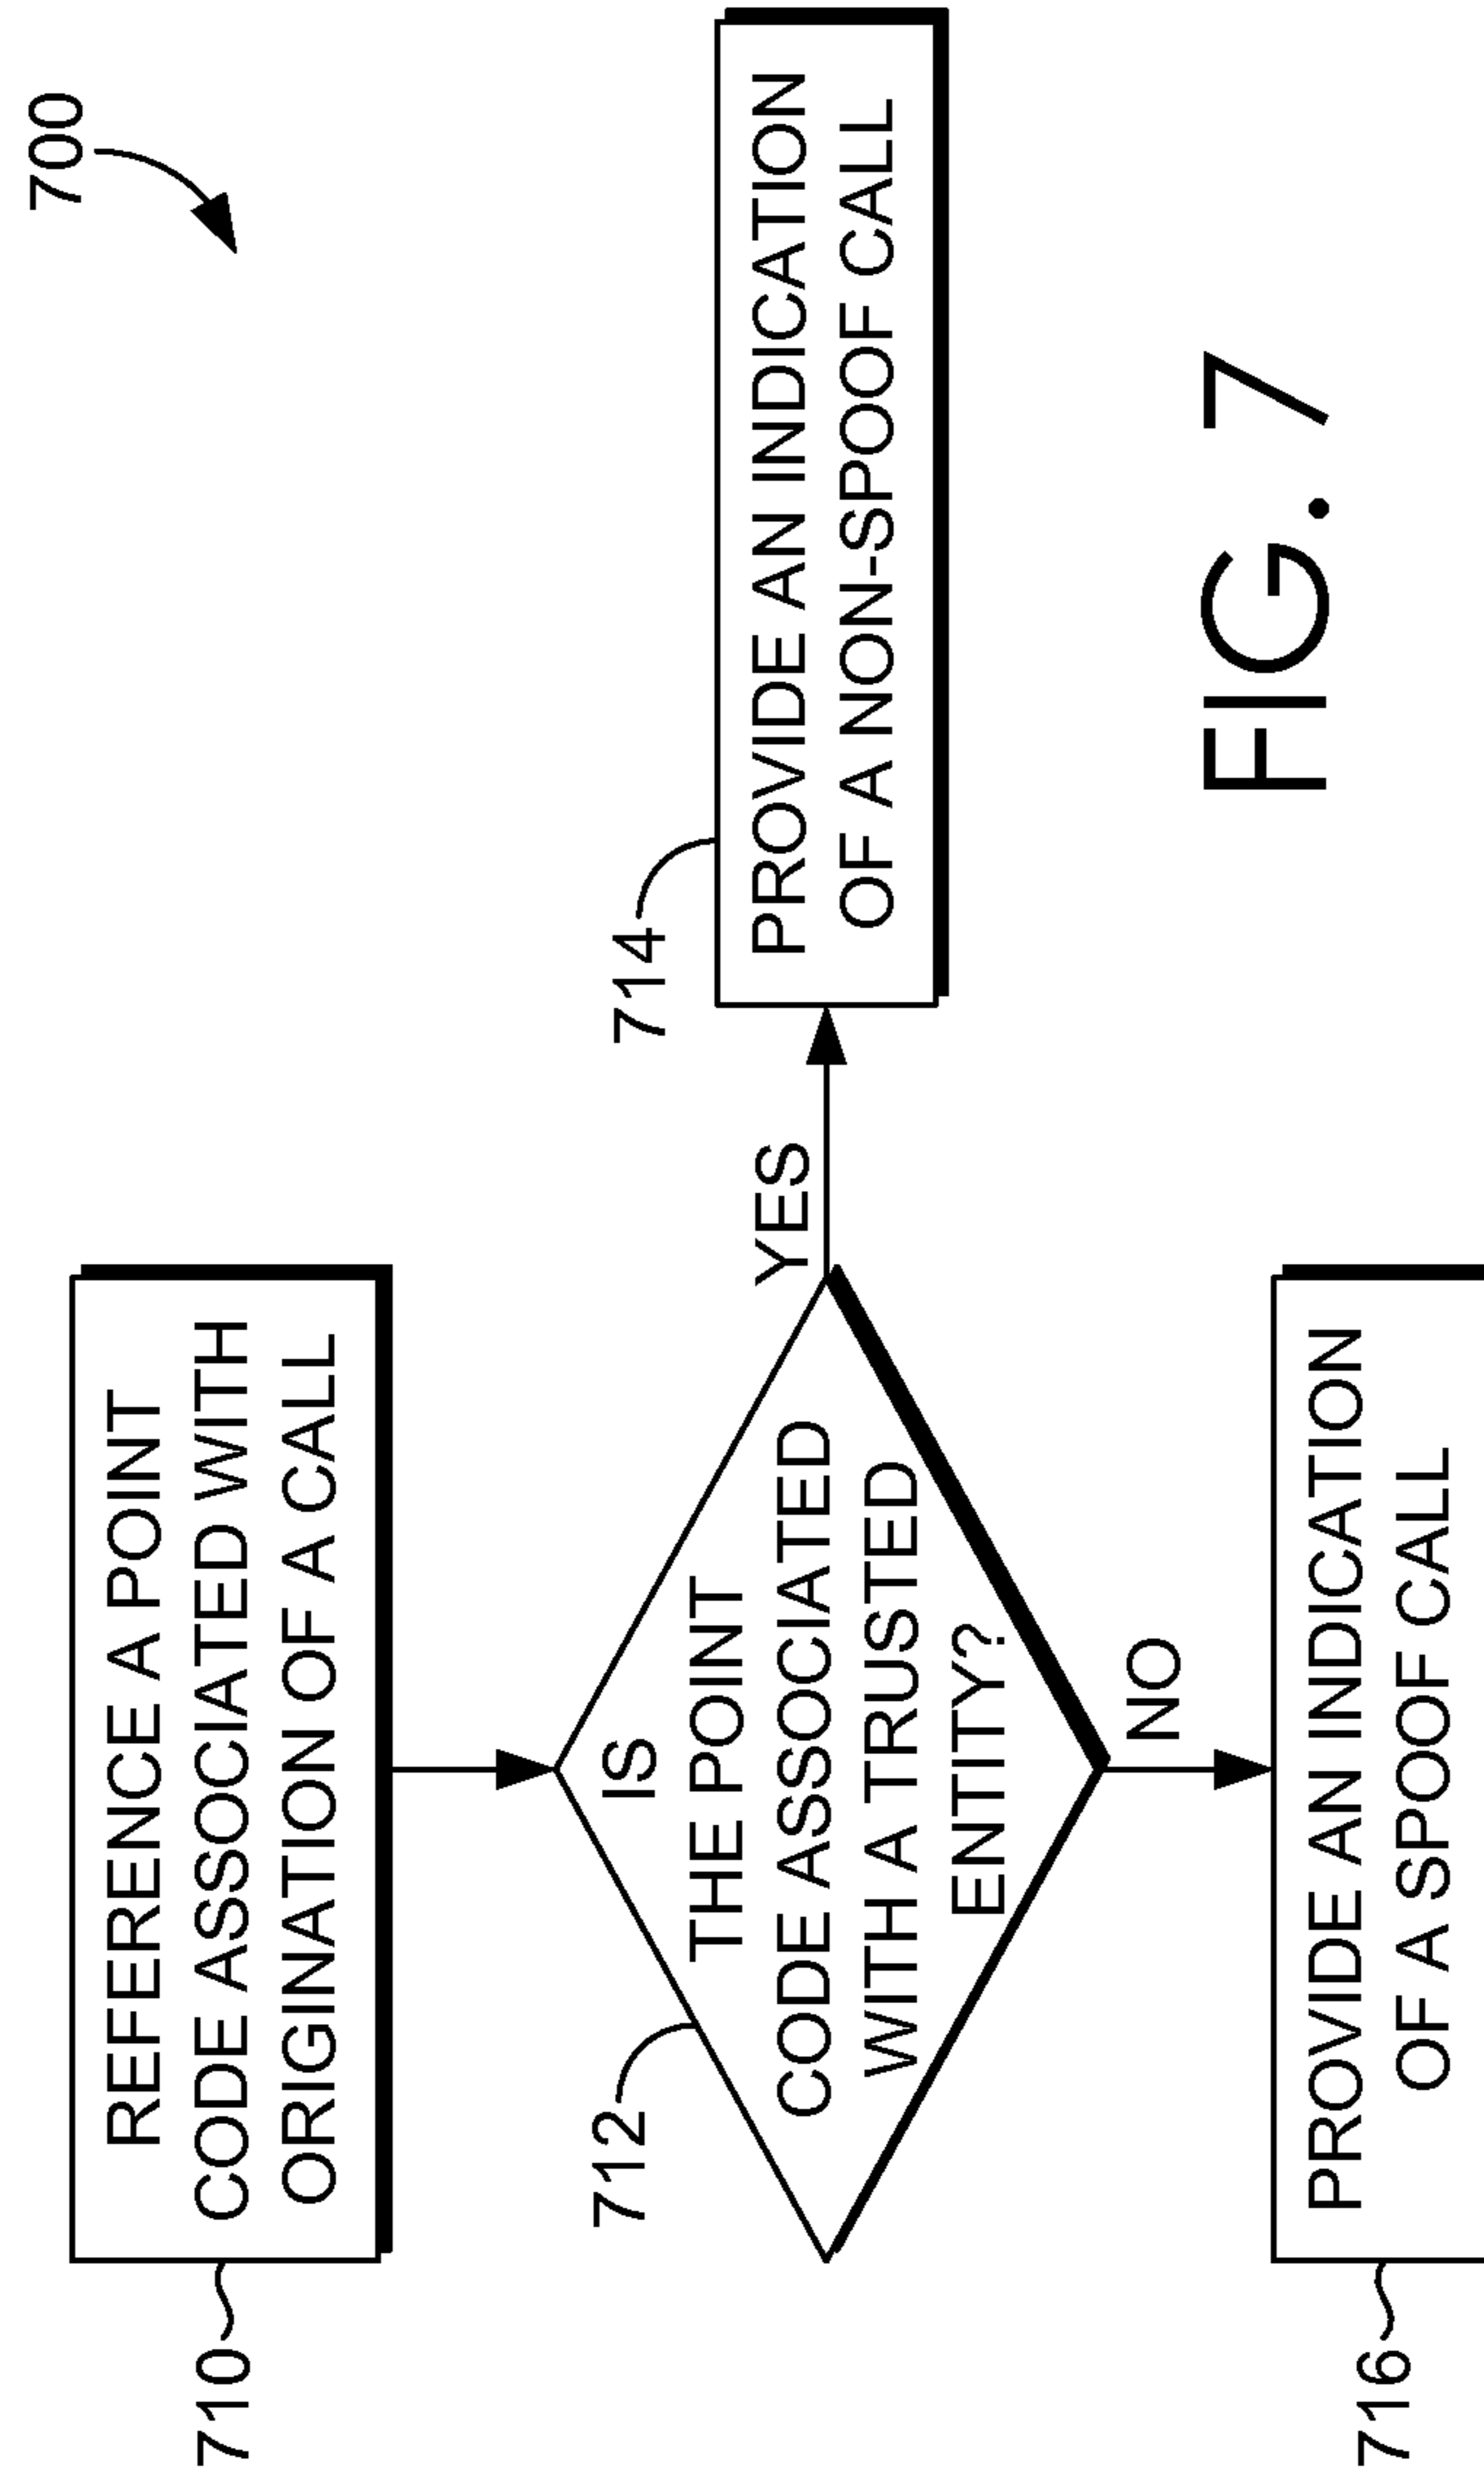 700
710
REFERENCE A POINT
CODE ASSOCIATED WITH
ORIGINATION OF A CALL
712
IS
THE POINT
CODE ASSOCIATED
WITH A TRUSTED
ENTITY?
YES
714
PROVIDE AN INDICATION
OF A NON-SPOOF CALL
NO
716
PROVIDE AN INDICATION
OF A SPOOF CALL
FIG. 7